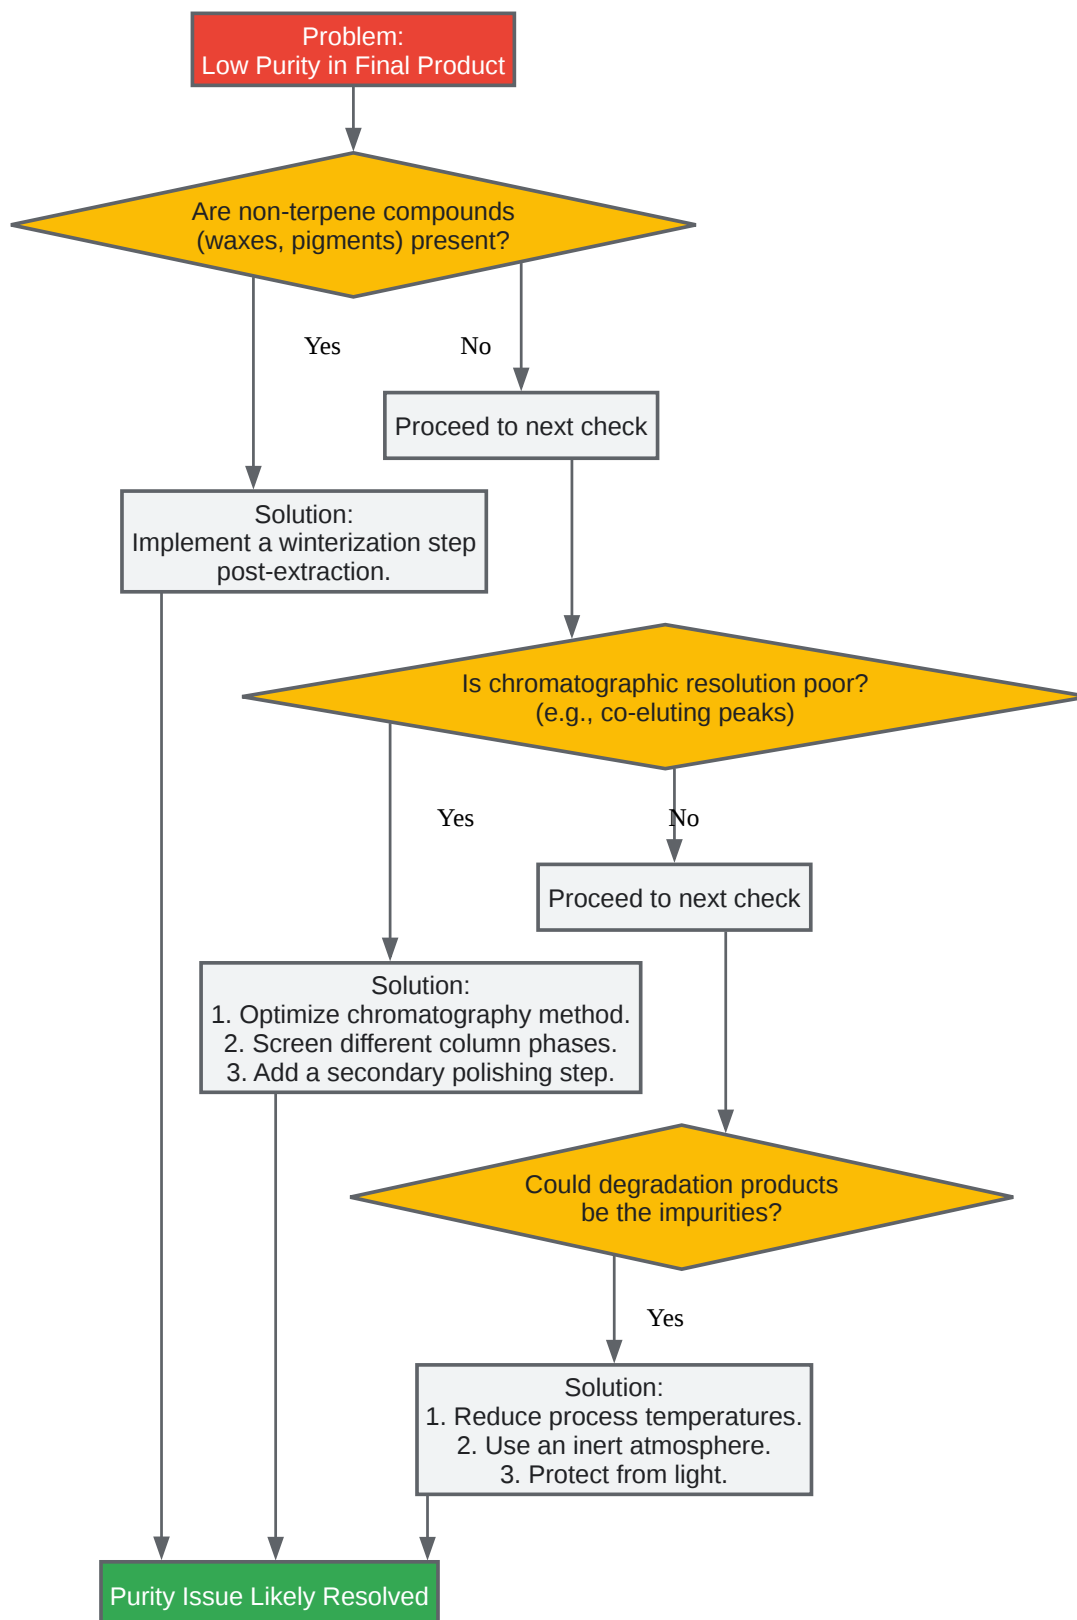 Problem:
Low Purity in Final Product
Are non-terpene compounds
(waxes, pigments) present?
Yes
No
Proceed to next check
Solution:
Implement a winterization step
post-extraction.
Is chromatographic resolution poor?
(e.g., co-eluting peaks)
Yes
No
Proceed to next check
Solution:
1. Optimize chromatography method.
2. Screen different column phases.
3. Add a secondary polishing step.
Could degradation products
be the impurities?
Yes
Solution:
1. Reduce process temperatures.
2. Use an inert atmosphere.
3. Protect from light.
Purity Issue Likely Resolved